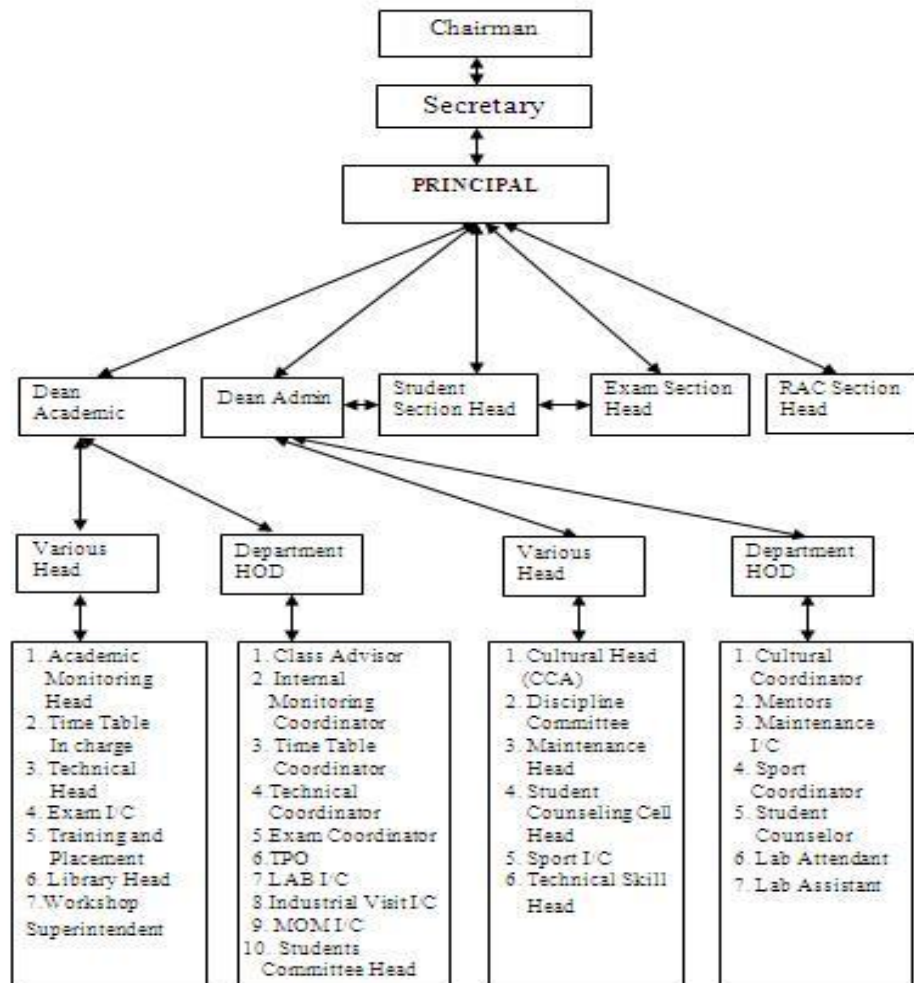 Chairman
Secretary
PRINCIPAL
Dean
Academic
Dean Admin
Student
Section Head
Exam Section
Head
RAC Section
Head
Various
Head
Department
HOD
Various
Head
Department
HOD
1. Academic
Monitoring
Head
2. Time Table
In charge
3. Technical
Head
4. Exam I/C
5. Training and
Placement
6. Library Head
7.Workshop
Superintendent
1. Class Advisor
2. Internal
Monitoring
Coordinator
3. Time Table
Coordinator
4. Technical
Coordinator
5.Exam Coordinator
6.TPO
7.LAB I/C
8.Industrial Visit I/C
9. MOM I/C
10. Students
Committee Head
1. Cultural Head
(CCA)
2. Discipline
Committee
3. Maintenance
Head
4. Student
Counseling Cell
Head
5. Sport I/C
6. Technical Skill
Head
1. Cultural
Coordinator
2. Mentors
3. Maintenance
I/C
4. Sport
Coordinator
5. Student
Counselor
6. Lab Attendant
7. Lab Assistant